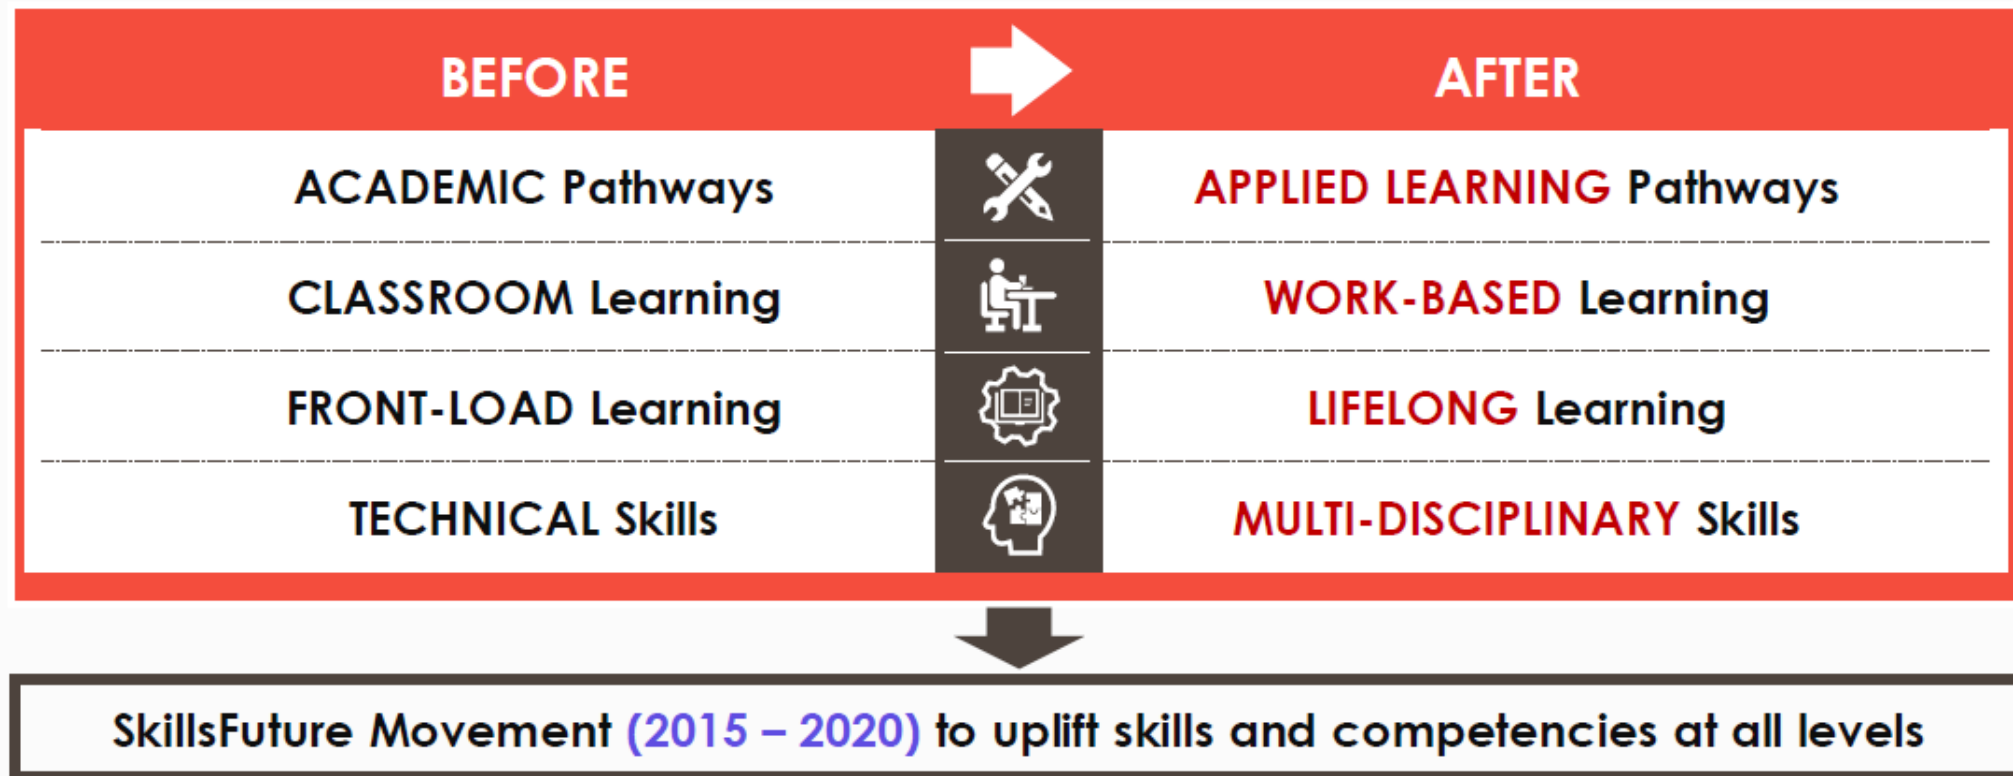 BEFORE AFTER
ACADEMIC Pathways APPLIED LEARNING Pathways
CLASSROOM Learning WORK-BASED Learning
FRONT-LOAD Learning LIFELONG Learning
TECHNICAL Skills MULTI-DISCIPLINARY Skills
SkillsFuture Movement (2015 – 2020) to uplift skills and competencies at all levels